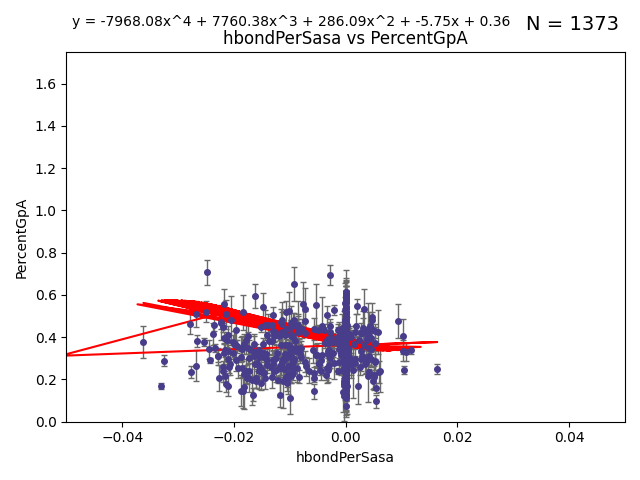 y = -7968.08x^4 + 7760.38x^3 + 286.09x^2 + -5.75x + 0.36
N = 1373
hbondPerSasa vs PercentGpA
PercentGpA
1.6
1.4
1.2
1.0
0.8
0.6
0.4
0.2
0.0
−0.04 −0.02 0.00 0.02 0.04
hbondPerSasa